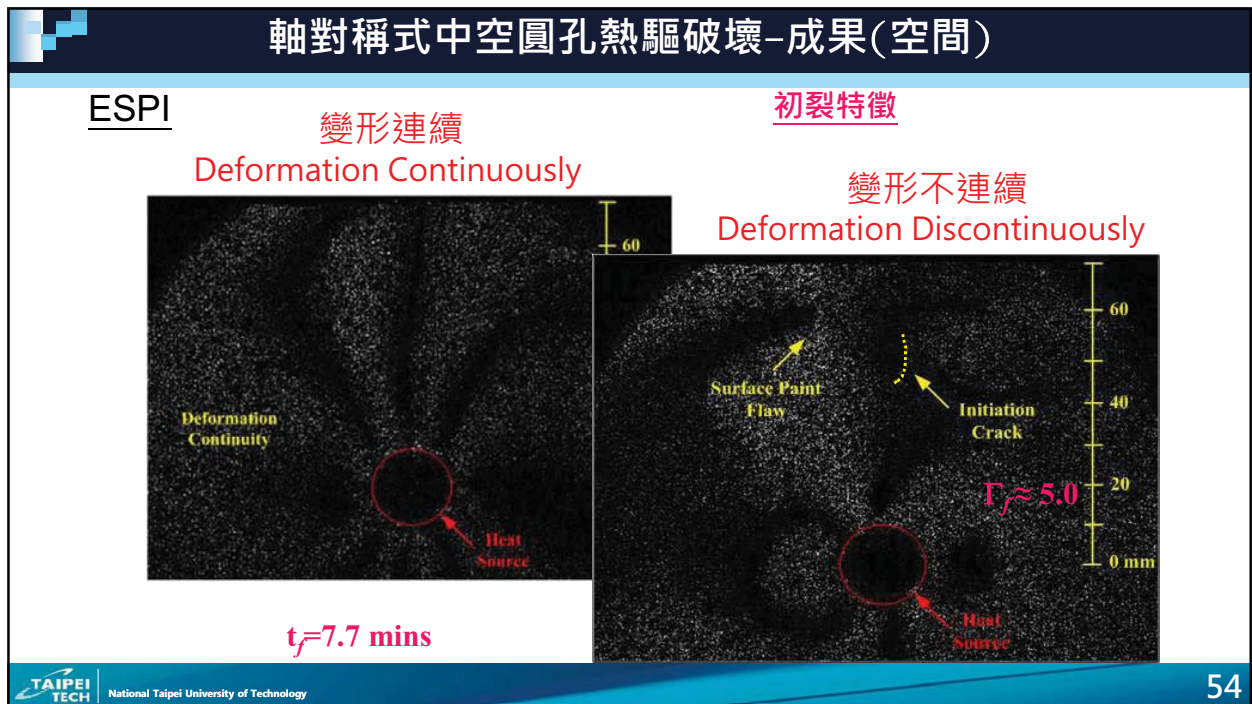 軸對稱式中空圓孔熱驅破壞–成果(空間)
ESPI
初裂特徵
變形連續
Deformation Continuously
變形不連續
Deformation Discontinuously
60
Deformation
Continuity
Heat
Source
60
40
20
0 mm
Surface Paint
Flaw
Initiation
Crack
Γf ≈ 5.0
Heat
Source
tf=7.7 mins
TAIPEI
TECH
National Taipei University of Technology
54